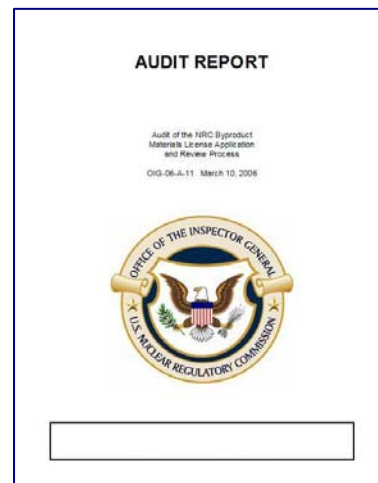 AUDIT REPORT
Audit of the NRC Byproduct
Materials License Application
and Review Process
OIG-06-A-11 March 10, 2006
OFFICE OF THE INSPECTOR GENERAL
U.S. NUCLEAR REGULATORY COMMISSION